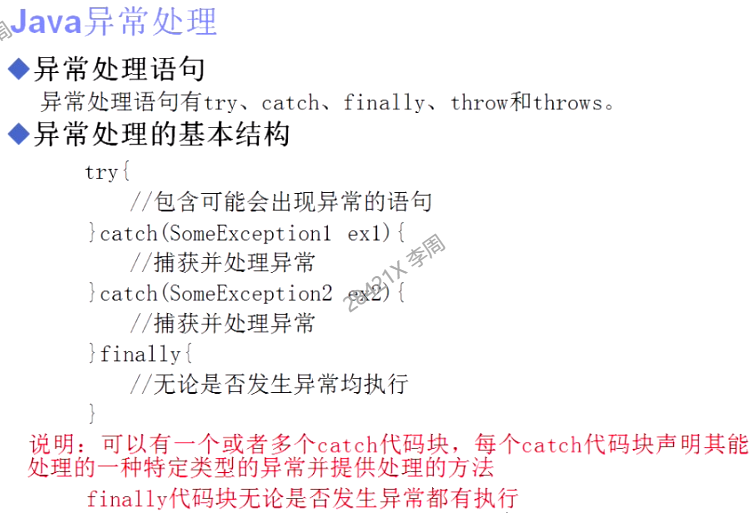 Java异常处理
◆异常处理语句
异常处理语句有try、catch、finally、throw和throws。
◆异常处理的基本结构
try{
//包含可能会出现异常的语句
}catch(SomeException1 ex1){
//捕获并处理异常
}catch(SomeException2 ex2){
//捕获并处理异常
}finally{
//无论是否发生异常均执行
}
说明：可以有一个或者多个catch代码块，每个catch代码块声明其能
处理的一种特定类型的异常并提供处理的方法
finally代码块无论是否发生异常都有执行
周
李周